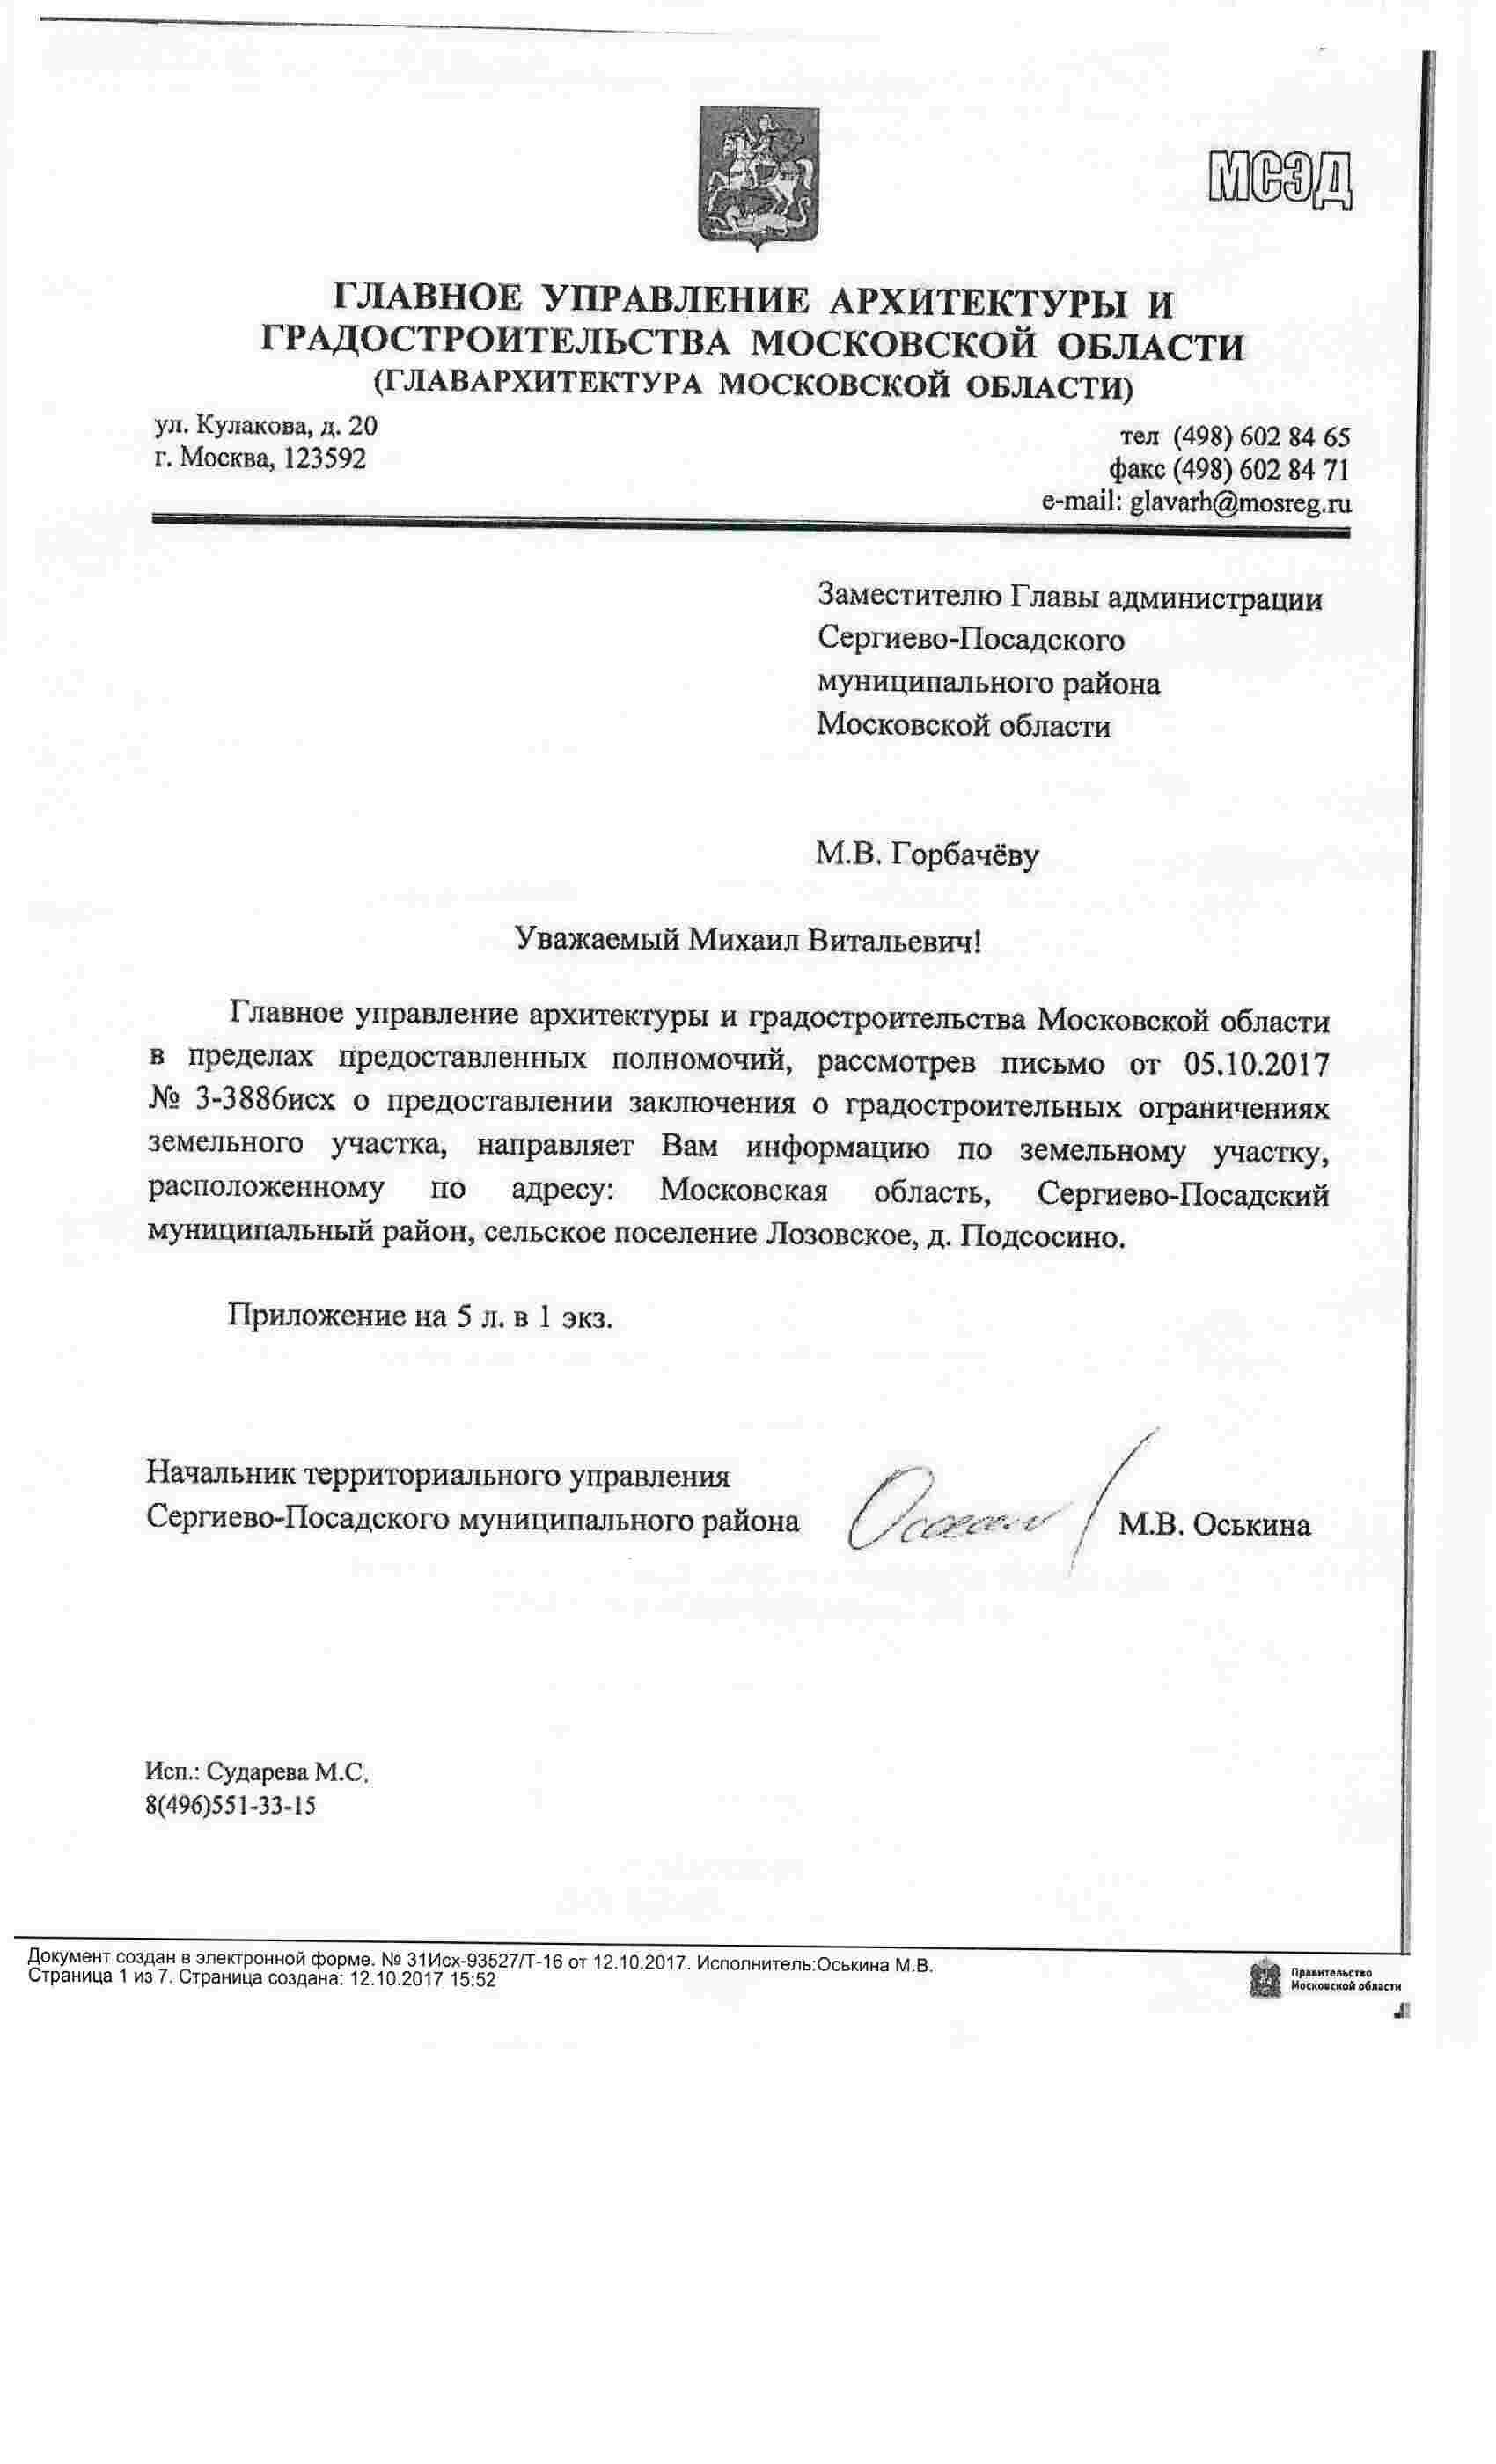 МСЭД
ГЛАВНОЕ УПРАВЛЕНИЕ АРХИТЕКТУРЫ И
ГРАДОСТРОИТЕЛЬСТВА МОСКОВСКОЙ ОБЛАСТИ
(ГЛАВАРХИТЕКТУРА МОСКОВСКОЙ ОБЛАСТИ)
ул. Кулакова, д. 20
г. Москва, 123592
тел (498) 602 84 65
факс (498) 602 84 71
e-mail: glavarh@mosreg.ru
Заместителю Главы администрации
Сергиево-Посадского
муниципального района
Московской области
М.В. Горбачёву
Уважаемый Михаил Витальевич!
Главное управление архитектуры и градостроительства Московской области
в пределах предоставленных полномочий, рассмотрев письмо от 05.10.2017
№ 3-3886исх о предоставлении заключения о градостроительных ограничениях
земельного участка, направляет Вам информацию по земельному участку,
расположенному по адресу: Московская область, Сергиево-Посадский
муниципальный район, сельское поселение Лозовское, д. Подсосино.
Приложение на 5 л. в 1 экз.
Начальник территориального управления
Сергиево-Посадского муниципального района
М.В. Оськина
Исп.: Сударева М.С.
8(496)551-33-15
Документ создан в электронной форме. № 31Исх-93527/Т-16 от 12.10.2017. Исполнитель:Оськина М.В.
Страница 1 из 7. Страница создана: 12.10.2017 15:52
Правительство
Московской области